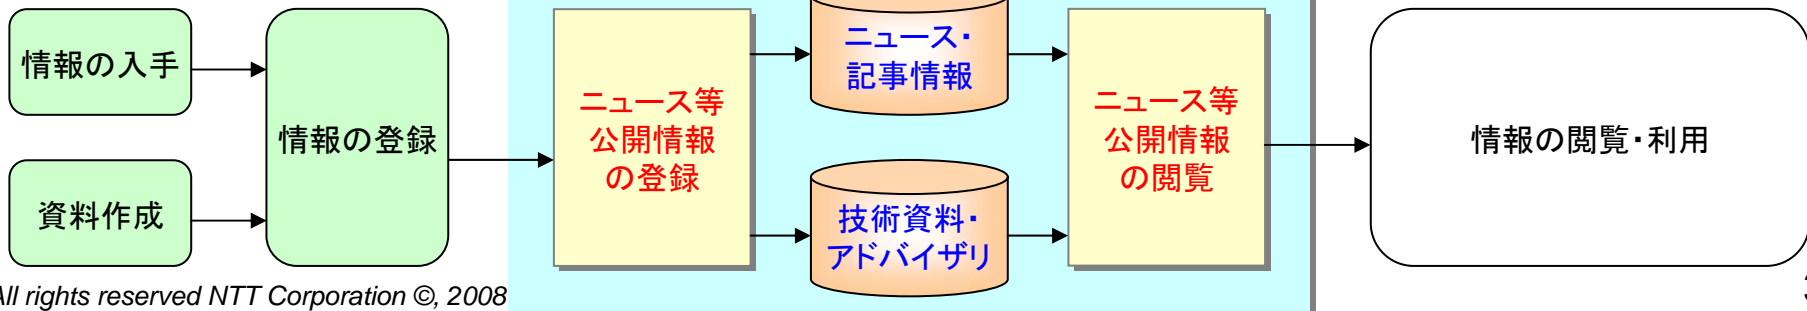 情報の入手
資料作成
情報の登録
ニュース等
公開情報
の登録
ニュース・
記事情報
技術資料・
アドバイザリ
ニュース等
公開情報
の閲覧
情報の閲覧・利用
All rights reserved NTT Corporation ©, 2008